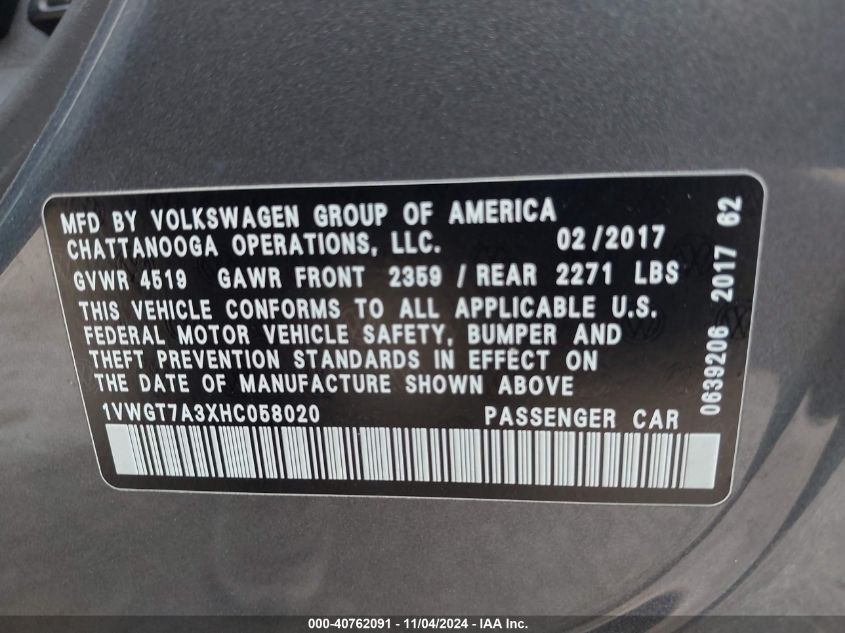 MFD BY VOLKSWAGEN GROUP OF AMERICA
CHATTANOOGA OPERATIONS, LLC. 02/2017
GVWR 4519 GAWR FRONT 2359 / REAR 2271 LBS
THIS VEHICLE CONFORMS TO ALL APPLICABLE U.S.
FEDERAL MOTOR VEHICLE SAFETY, BUMPER AND
THEFT PREVENTION STANDARDS IN EFFECT ON
THE DATE OF MANUFACTURE SHOWN ABOVE
1VWGT7A3XHC058020 PASSENGER CAR
0639206 2017 62
000-40762091 - 11/04/2024 - IAA Inc.